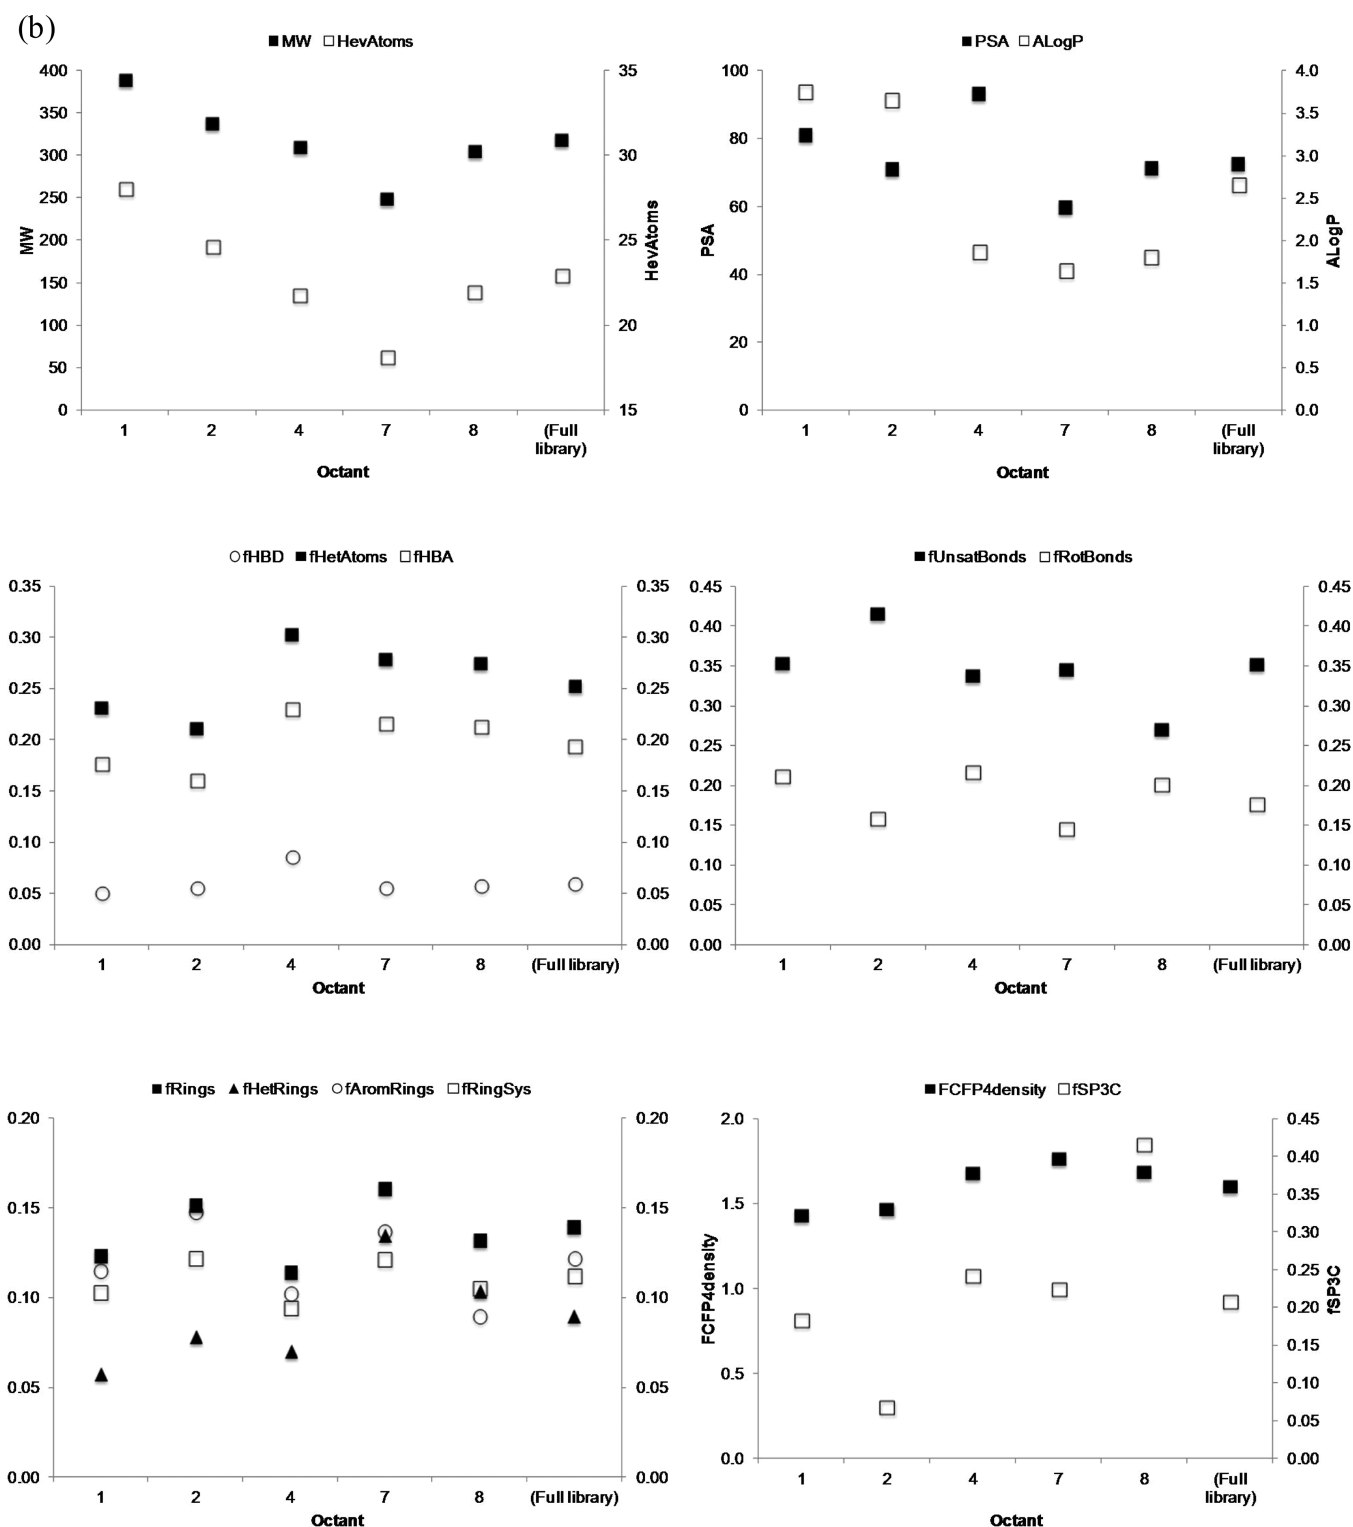 (b)
MW HevAtoms
400 35
350
300 30
250
200 25
150
100 20
50
0 15
MW
HevAtoms
1 2 4 7 8 (Full
library)
Octant
PSA ALogP
100 4.0
3.5
80 3.0
60 2.5
2.0
40 1.5
20 1.0
0.5
0 0.0
PSA
ALogP
1 2 4 7 8 (Full
library)
Octant
fHBD fHetAtoms fHBA
0.35 0.35
0.30 0.30
0.25 0.25
0.20 0.20
0.15 0.15
0.10 0.10
0.05 0.05
0.00 0.00
1 2 4 7 8 (Full library)
Octant
fUnsatBonds fRotBonds
0.45 0.45
0.40 0.40
0.35 0.35
0.30 0.30
0.25 0.25
0.20 0.20
0.15 0.15
0.10 0.10
0.05 0.05
0.00 0.00
1 2 4 7 8 (Full library)
Octant
fRings fHetRings fAromRings fRingSys
0.20 0.20
0.15 0.15
0.10 0.10
0.05 0.05
0.00 0.00
1 2 4 7 8 (Full library)
Octant
FCFP4density fSP3C
2.0 0.45
0.40
1.5 0.35
0.30
1.0 0.25
0.20
0.5 0.15
0.10
0.05
0.0 0.00
FCFP4density
fSP3C
1 2 4 7 8 (Full
library)
Octant